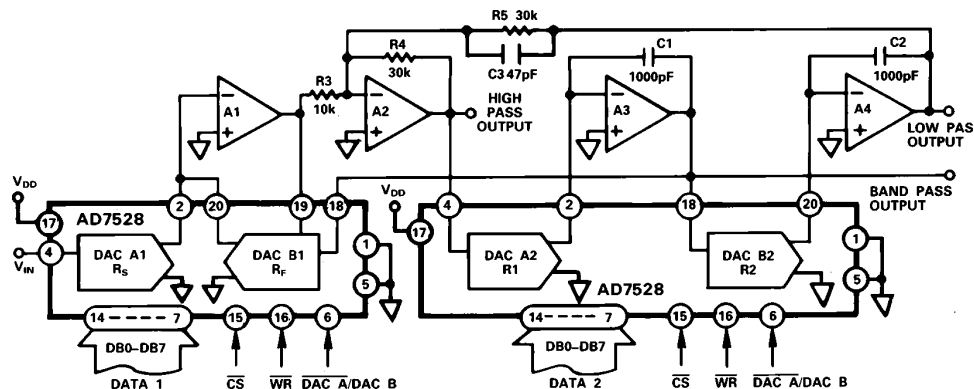 R5 30k
C3 47pF
R4
30k
R3
10k
C1
1000pF
C2
1000pF
A1
A2
A3
A4
HIGH
PASS
OUTPUT
LOW PAS
OUTPUT
BAND PASS
OUTPUT
VDD
17
2
20
19
18
AD7528
VIN
4
DAC A1
RS
DAC B1
RF
1
5
14 ----- 7
15
16
6
DB0–DB7
DATA 1
CS
WR
DAC A/DAC B
VDD
17
4
2
18
20
DAC A2
R1
DAC B2
R2
AD7528
1
5
14 ----- 7
15
16
6
DB0–DB7
DATA 2
CS
WR
DAC A/DAC B